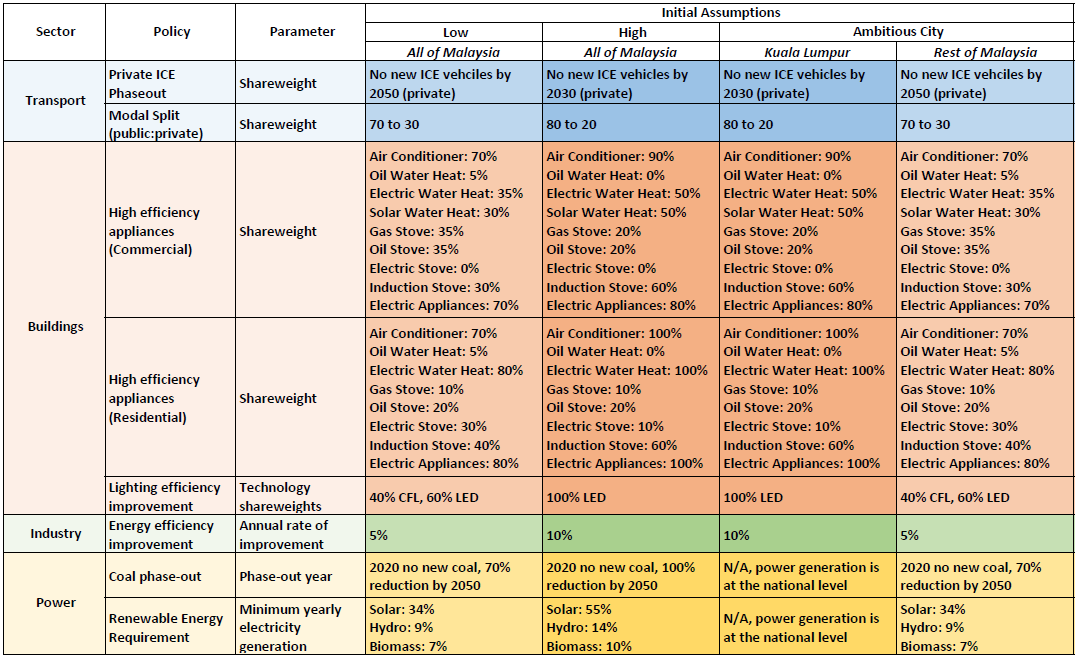 Sector
Policy
Parameter
Initial Assumptions
Low
High
Ambitious City
All of Malaysia
All of Malaysia
Kuala Lumpur
Rest of Malaysia
Transport
Private ICE
Phaseout
Shareweight
No new ICE vehciles by
2050 (private)
No new ICE vehicles by
2030 (private)
No new ICE vehicles by
2030 (private)
No new ICE vehciles by
2050 (private)
Modal Split
(public:private)
Shareweight
70 to 30
80 to 20
80 to 20
70 to 30
Buildings
High efficiency
appliances
(Commercial)
Shareweight
Air Conditioner: 70%
Oil Water Heat: 5%
Electric Water Heat: 35%
Solar Water Heat: 30%
Gas Stove: 35%
Oil Stove: 35%
Electric Stove: 0%
Induction Stove: 30%
Electric Appliances: 70%
Air Conditioner: 90%
Oil Water Heat: 0%
Electric Water Heat: 50%
Solar Water Heat: 50%
Gas Stove: 20%
Oil Stove: 20%
Electric Stove: 0%
Induction Stove: 60%
Electric Appliances: 80%
Air Conditioner: 90%
Oil Water Heat: 0%
Electric Water Heat: 50%
Solar Water Heat: 50%
Gas Stove: 20%
Oil Stove: 20%
Electric Stove: 0%
Induction Stove: 60%
Electric Appliances: 80%
Air Conditioner: 70%
Oil Water Heat: 5%
Electric Water Heat: 35%
Solar Water Heat: 30%
Gas Stove: 35%
Oil Stove: 35%
Electric Stove: 0%
Induction Stove: 30%
Electric Appliances: 70%
High efficiency
appliances
(Residential)
Shareweight
Air Conditioner: 70%
Oil Water Heat: 5%
Electric Water Heat: 80%
Gas Stove: 10%
Oil Stove: 20%
Electric Stove: 30%
Induction Stove: 40%
Electric Appliances: 80%
Air Conditioner: 100%
Oil Water Heat: 0%
Electric Water Heat: 100%
Gas Stove: 10%
Oil Stove: 20%
Electric Stove: 10%
Induction Stove: 60%
Electric Appliances: 100%
Air Conditioner: 100%
Oil Water Heat: 0%
Electric Water Heat: 100%
Gas Stove: 10%
Oil Stove: 20%
Electric Stove: 10%
Induction Stove: 60%
Electric Appliances: 100%
Air Conditioner: 70%
Oil Water Heat: 5%
Electric Water Heat: 80%
Gas Stove: 10%
Oil Stove: 20%
Electric Stove: 30%
Induction Stove: 40%
Electric Appliances: 80%
Lighting efficiency
improvement
Technology
shareweights
40% CFL, 60% LED
100% LED
100% LED
40% CFL, 60% LED
Industry
Energy efficiency
improvement
Annual rate of
improvement
5%
10%
10%
5%
Power
Coal phase-out
Phase-out year
2020 no new coal, 70%
reduction by 2050
2020 no new coal, 100%
reduction by 2050
N/A, power generation is
at the national level
2020 no new coal, 70%
reduction by 2050
Renewable Energy
Requirement
Minimum yearly
electricity
generation
Solar: 34%
Hydro: 9%
Biomass: 7%
Solar: 55%
Hydro: 14%
Biomass: 10%
N/A, power generation is
at the national level
Solar: 34%
Hydro: 9%
Biomass: 7%